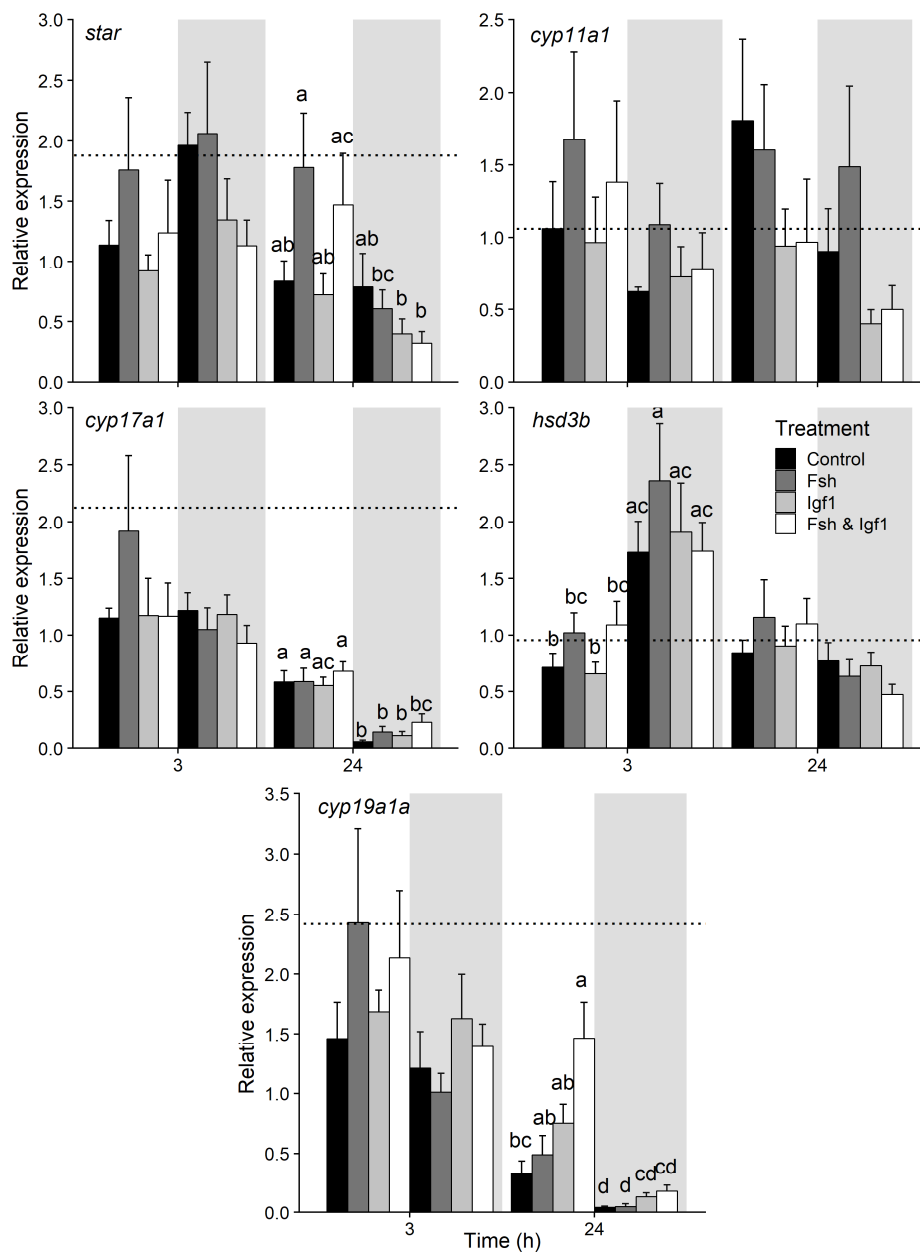 star
3.0
2.5
2.0
1.5
1.0
0.5
0.0
Relative expression
a
ac
ab
ab
ab
bc
b
b
cyp11a1
2.5
2.0
1.5
1.0
0.5
0.0
cyp17a1
3.0
2.5
2.0
1.5
1.0
0.5
0.0
Relative expression
a
a
ac
a
b
b
b
bc
3
24
hsd3b
3.0
2.5
2.0
1.5
1.0
0.5
0.0
b
bc
b
bc
ac
a
ac
ac
Treatment
Control
Fsh
Igf1
Fsh & Igf1
3
24
cyp19a1a
3.5
3.0
2.5
2.0
1.5
1.0
0.5
0.0
Relative expression
bc
ab
ab
a
d
d
cd
cd
3
24
Time (h)